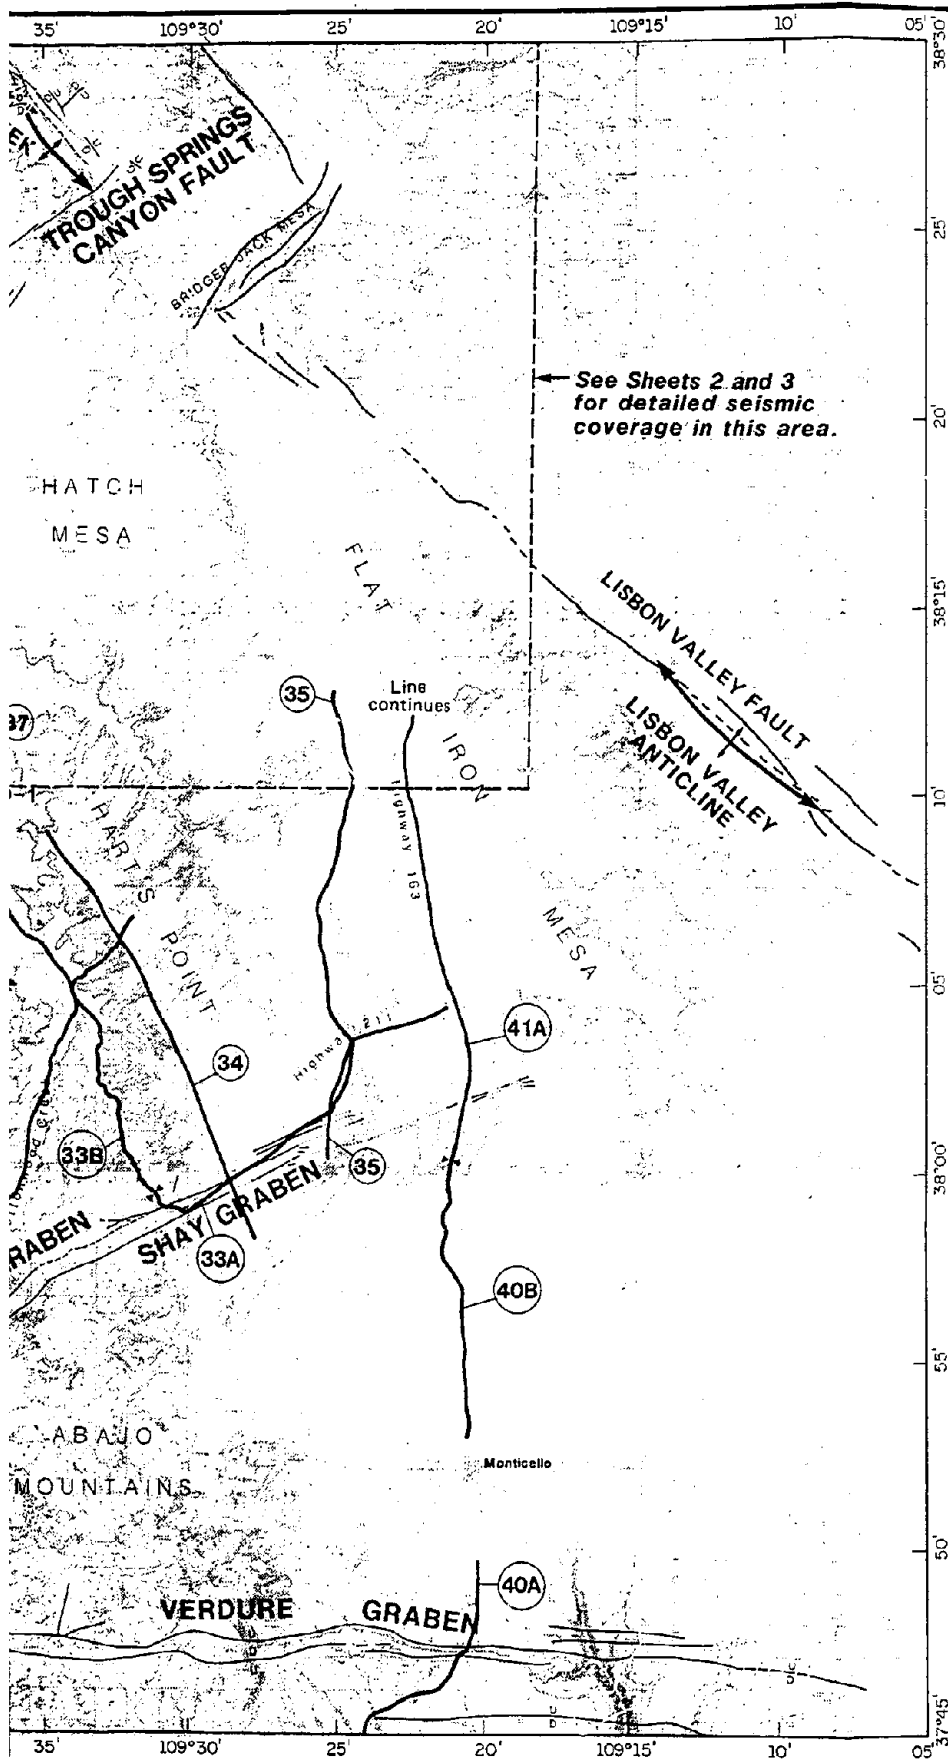 35'
109°30'
25'
20'
109°15'
10'
05'
38°30'
TROUGH SPRINGS
CANYON FAULT
BRIDGER JACK MESA
25'
See Sheets 2 and 3
for detailed seismic
coverage in this area.
20'
HATCH
MESA
FLAT
IRON
MESA
38°15'
LISBON VALLEY FAULT
LISBON VALLEY
ANTICLINE
35
Line
continues
37
10'
Highway 163
HARTS
POINT
05'
41A
Highway 211
34
33B
35
38°00'
RABEN
SHAY GRABEN
33A
40B
55'
ABAJO
MOUNTAINS
Monticello
50'
40A
VERDURE GRABEN
U
D
37°45'
35'
109°30'
25'
20'
109°15'
10'
05'